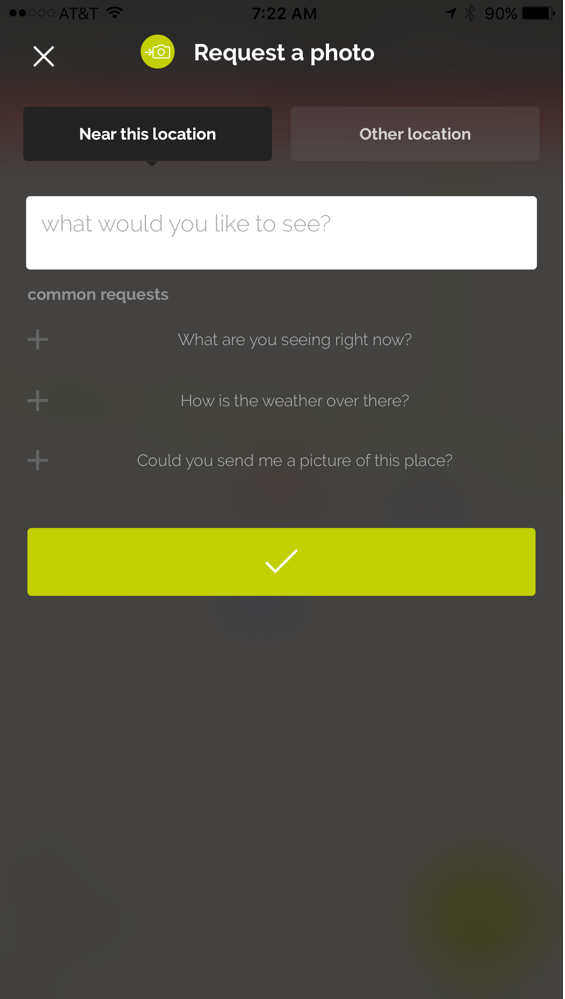 AT&T 7:22 AM 90%
Request a photo
Near this location Other location
what would you like to see?
common requests
What are you seeing right now?
How is the weather over there?
Could you send me a picture of this place?